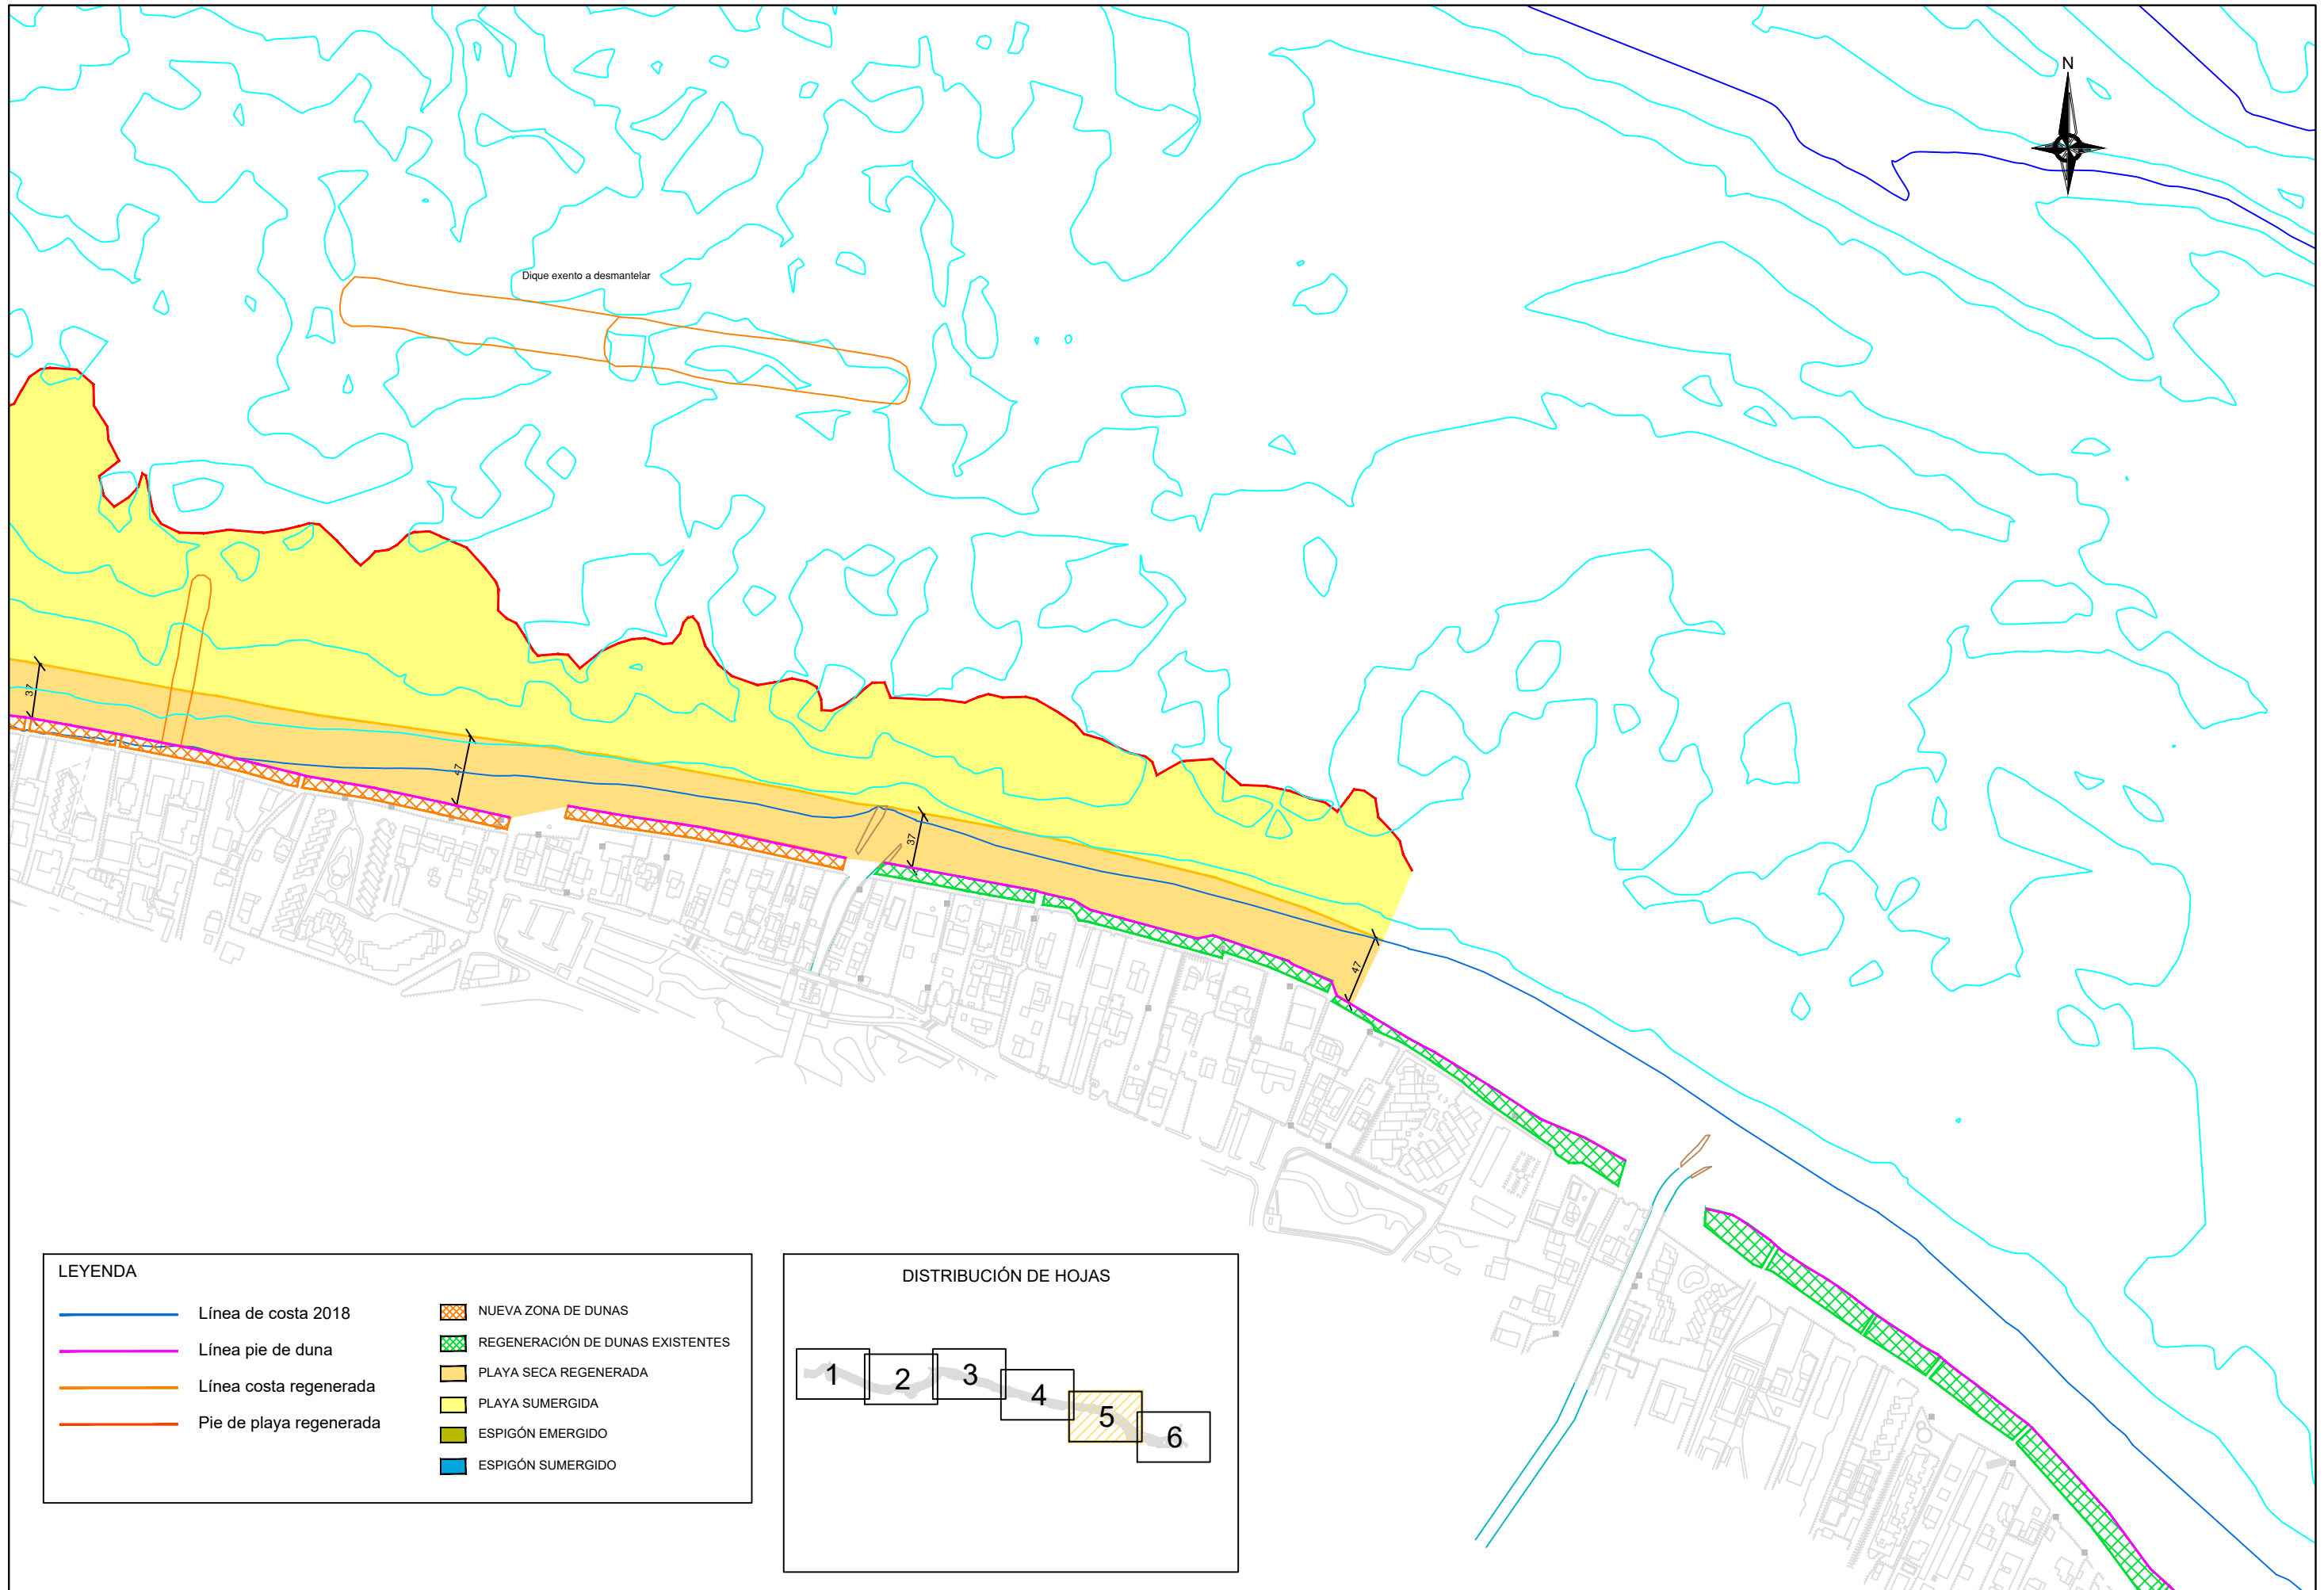 N
Dique exento a desmantelar
37
47
37
47
LEYENDA
Línea de costa 2018
Línea pie de duna
Línea costa regenerada
Pie de playa regenerada
NUEVA ZONA DE DUNAS
REGENERACIÓN DE DUNAS EXISTENTES
PLAYA SECA REGENERADA
PLAYA SUMERGIDA
ESPIGÓN EMERGIDO
ESPIGÓN SUMERGIDO
DISTRIBUCIÓN DE HOJAS
1
2
3
4
5
6